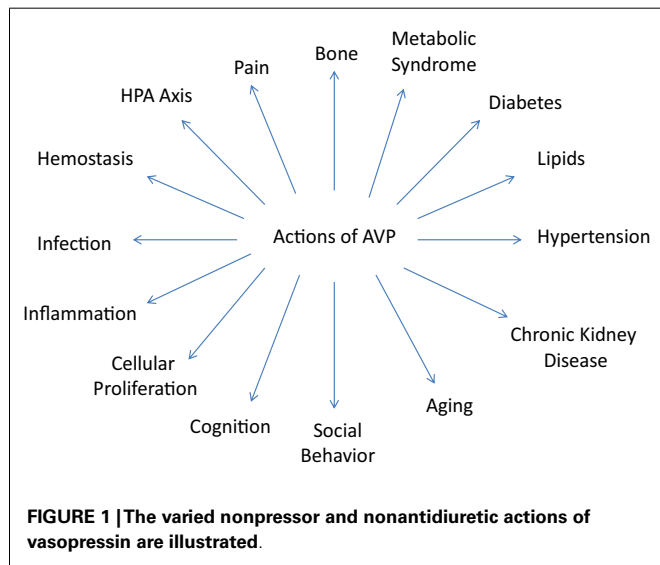 Metabolic
Syndrome
Bone
Pain
HPA Axis
Diabetes
Hemostasis
Lipids
Infection
Actions of AVP
Hypertension
Inflammation
Chronic Kidney
Disease
Cellular
Proliferation
Aging
Cognition
Social
Behavior
FIGURE 1 | The varied nonpressor and nonantidiuretic actions of
vasopressin are illustrated.